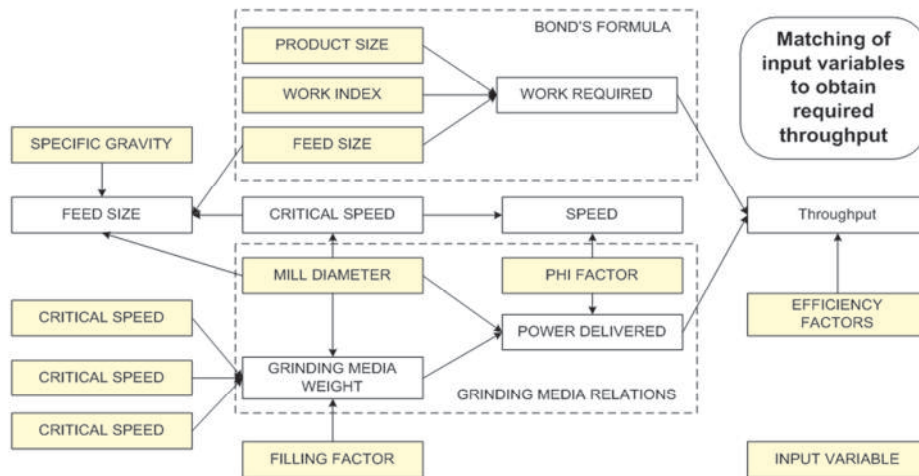 BOND'S FORMULA
PRODUCT SIZE
WORK INDEX
WORK REQUIRED
FEED SIZE
Matching of
input variables
to obtain
required
throughput
SPECIFIC GRAVITY
FEED SIZE
CRITICAL SPEED
SPEED
Throughput
MILL DIAMETER
PHI FACTOR
CRITICAL SPEED
POWER DELIVERED
EFFICIENCY
FACTORS
CRITICAL SPEED
GRINDING MEDIA
WEIGHT
GRINDING MEDIA RELATIONS
CRITICAL SPEED
FILLING FACTOR
INPUT VARIABLE